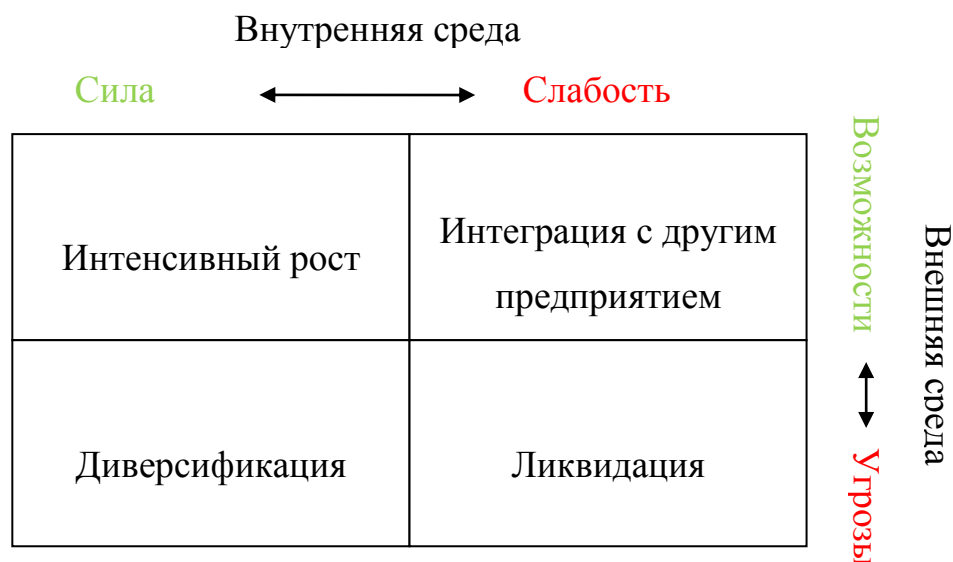 Внутренняя среда
Сила
Слабость
Интенсивный рост
Интеграция с другим
предприятием
Диверсификация
Ликвидация
Возможности
Угрозы
Внешняя среда